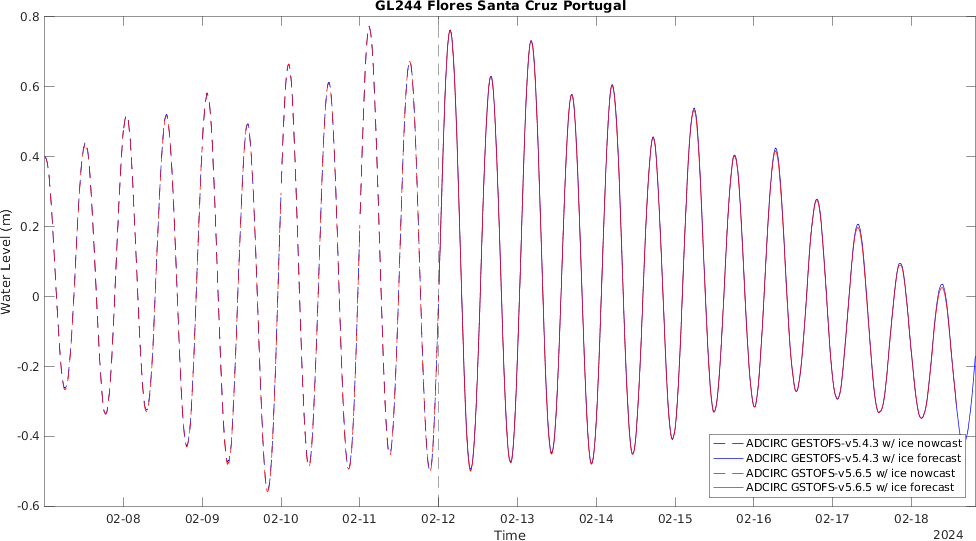 GL244 Flores Santa Cruz Portugal
0.8
0.6
0.4
0.2
0
-0.2
-0.4
-0.6
Water Level (m)
ADCIRC GESTOFS-v5.4.3 w/ ice nowcast
ADCIRC GESTOFS-v5.4.3 w/ ice forecast
ADCIRC GSTOFS-v5.6.5 w/ ice nowcast
ADCIRC GSTOFS-v5.6.5 w/ ice forecast
02-08 02-09 02-10 02-11 02-12 02-13 02-14 02-15 02-16 02-17 02-18
Time
2024